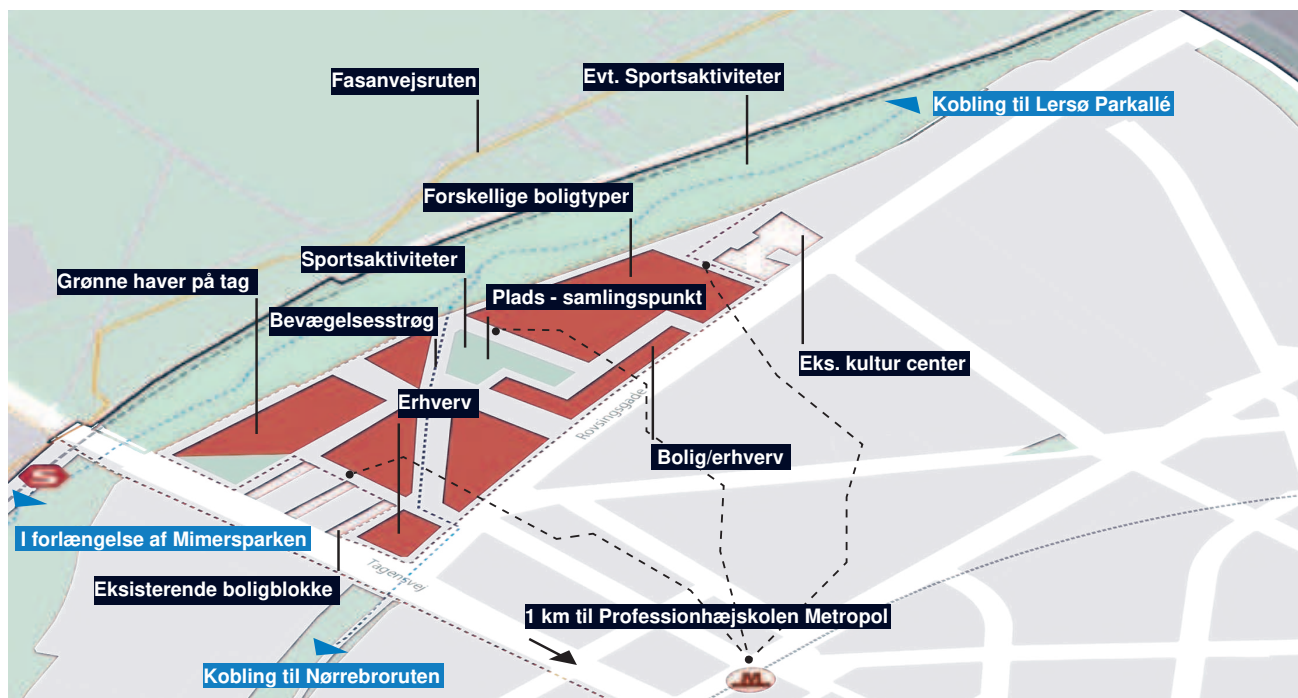 Evt. Sportsaktiviteter
Fasanvejsruten
Kobling til Lersø Parkallé
Forskellige boligtyper
Sportsaktiviteter
Grønne haver på tag
Plads - samlingspunkt
Bevægelsesstrøg
Eks. kultur center
Erhverv
Rovsingsgade
Bolig/erhverv
S
I forlængelse af Mimersparken
Tagensvej
Eksisterende boligblokke
1 km til Professionhæjskolen Metropol
Kobling til Nørrebroruten
M